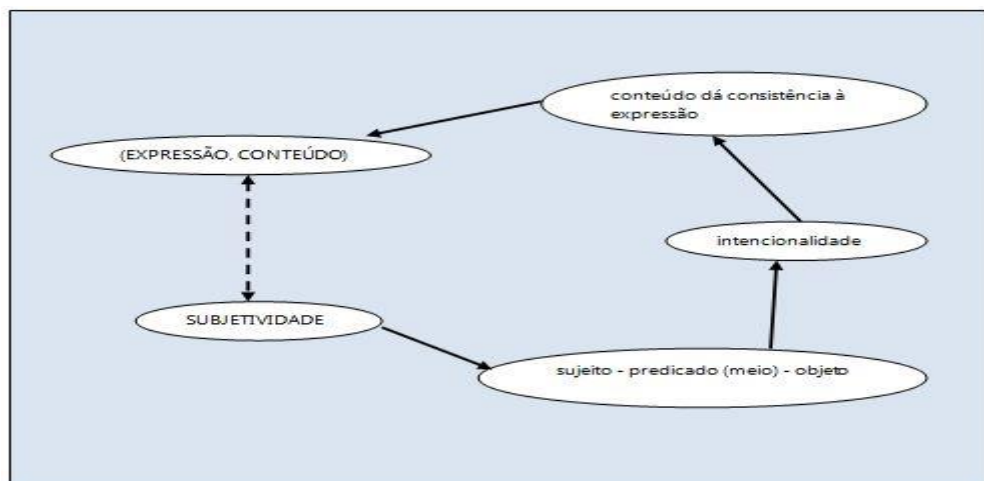 conteúdo dá consistência à
expressão
(EXPRESSÃO, CONTEÚDO)
intencionalidade
SUBJETIVIDADE
sujeito - predicado (meio) - objeto